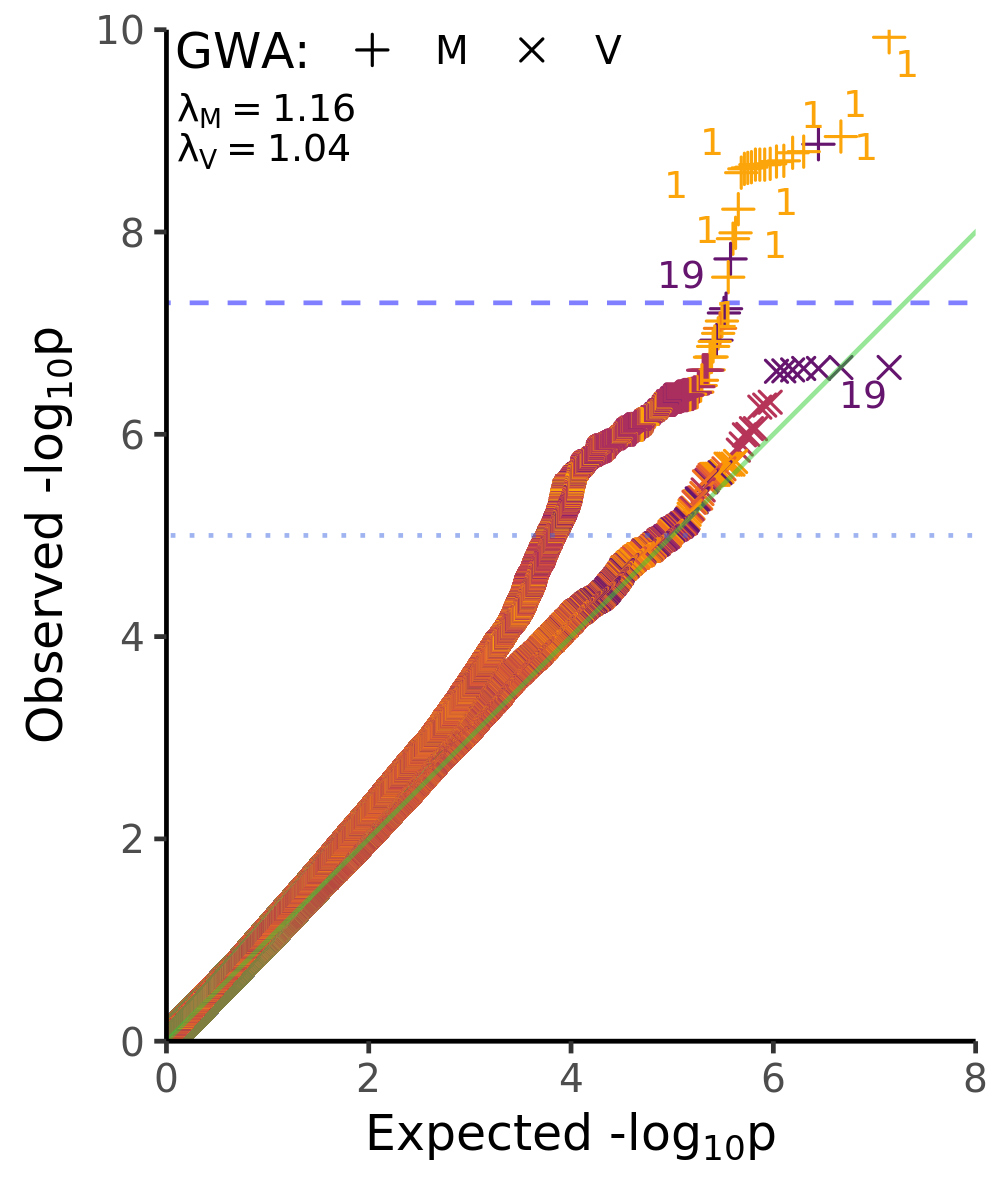 10
GWA: + M × V
λM = 1.16
λV = 1.04
1
1
1
1
1
1
1
1
1
8
19
19
6
4
2
0
0 2 4 6 8
Observed -log10p
Expected -log10p